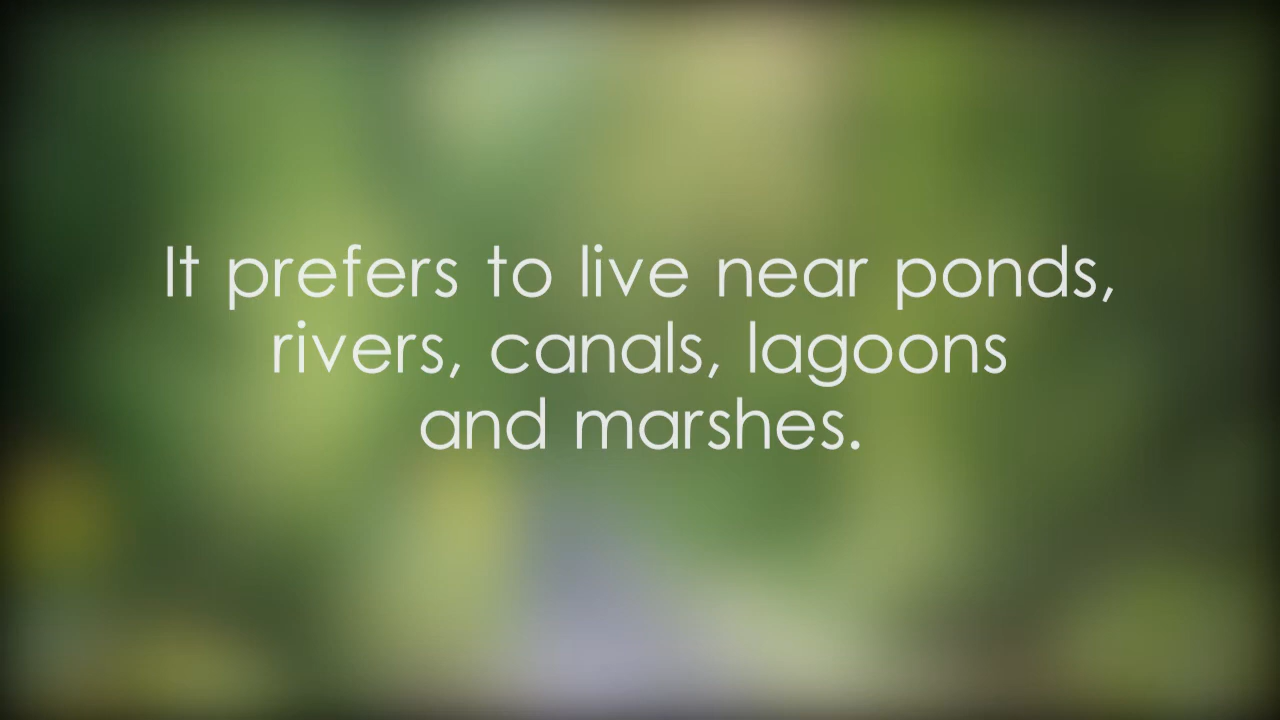 It prefers to live near ponds,
rivers, canals, lagoons
and marshes.